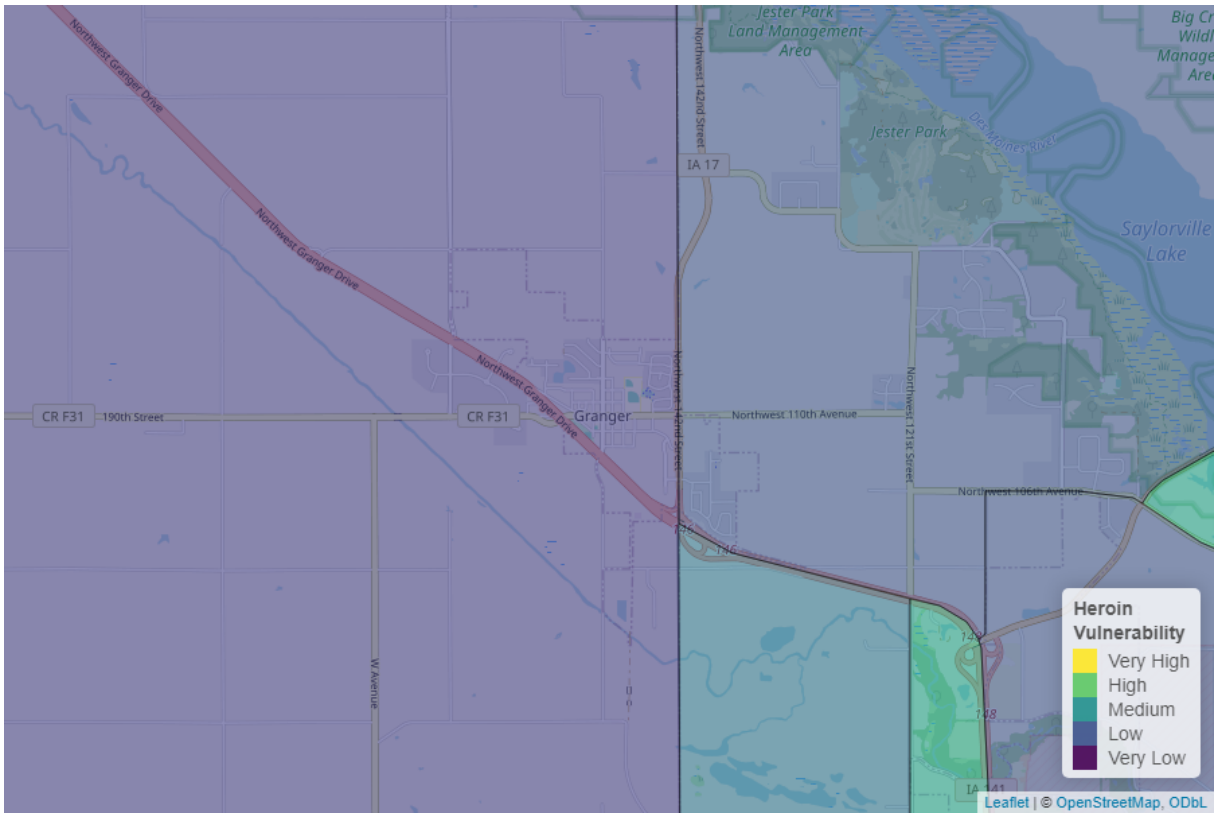 Jester Park
Land Management
Area
Big Cr
Wildl
Manage
Area
Northwest Granger Drive
Northwest 142nd Street
Jester Park
Des Moines River
IA 17
Northwest Granger Drive
Saylorville
Lake
Northwest Granger Drive
Northwest 142nd Street
Northwest 121st Street
CR F31
190th Street
CR F31
Granger
Northwest 110th Avenue
Northwest 106th Avenue
146
146
W Avenue
148
148
IA 141
Heroin
Vulnerability
Very High
High
Medium
Low
Very Low
Leaflet | © OpenStreetMap, ODbL